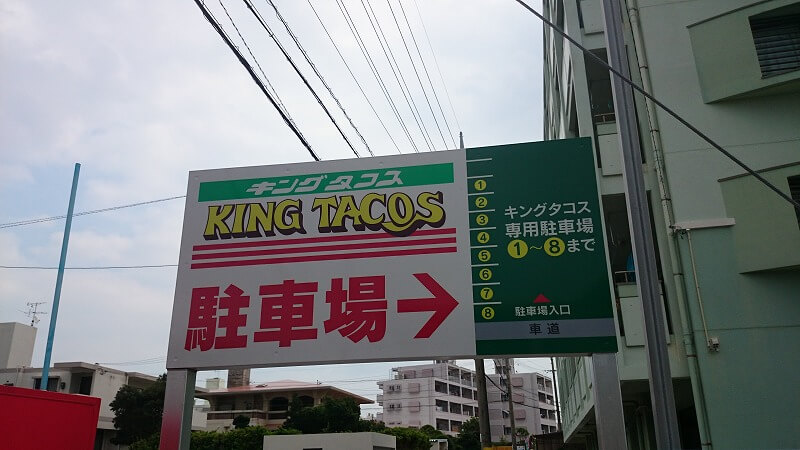 キングタコス
KING TACOS
駐車場→
1
2
3
4
5
6
7
8
キングタコス
専用駐車場
1〜8まで
駐車場入口
車道